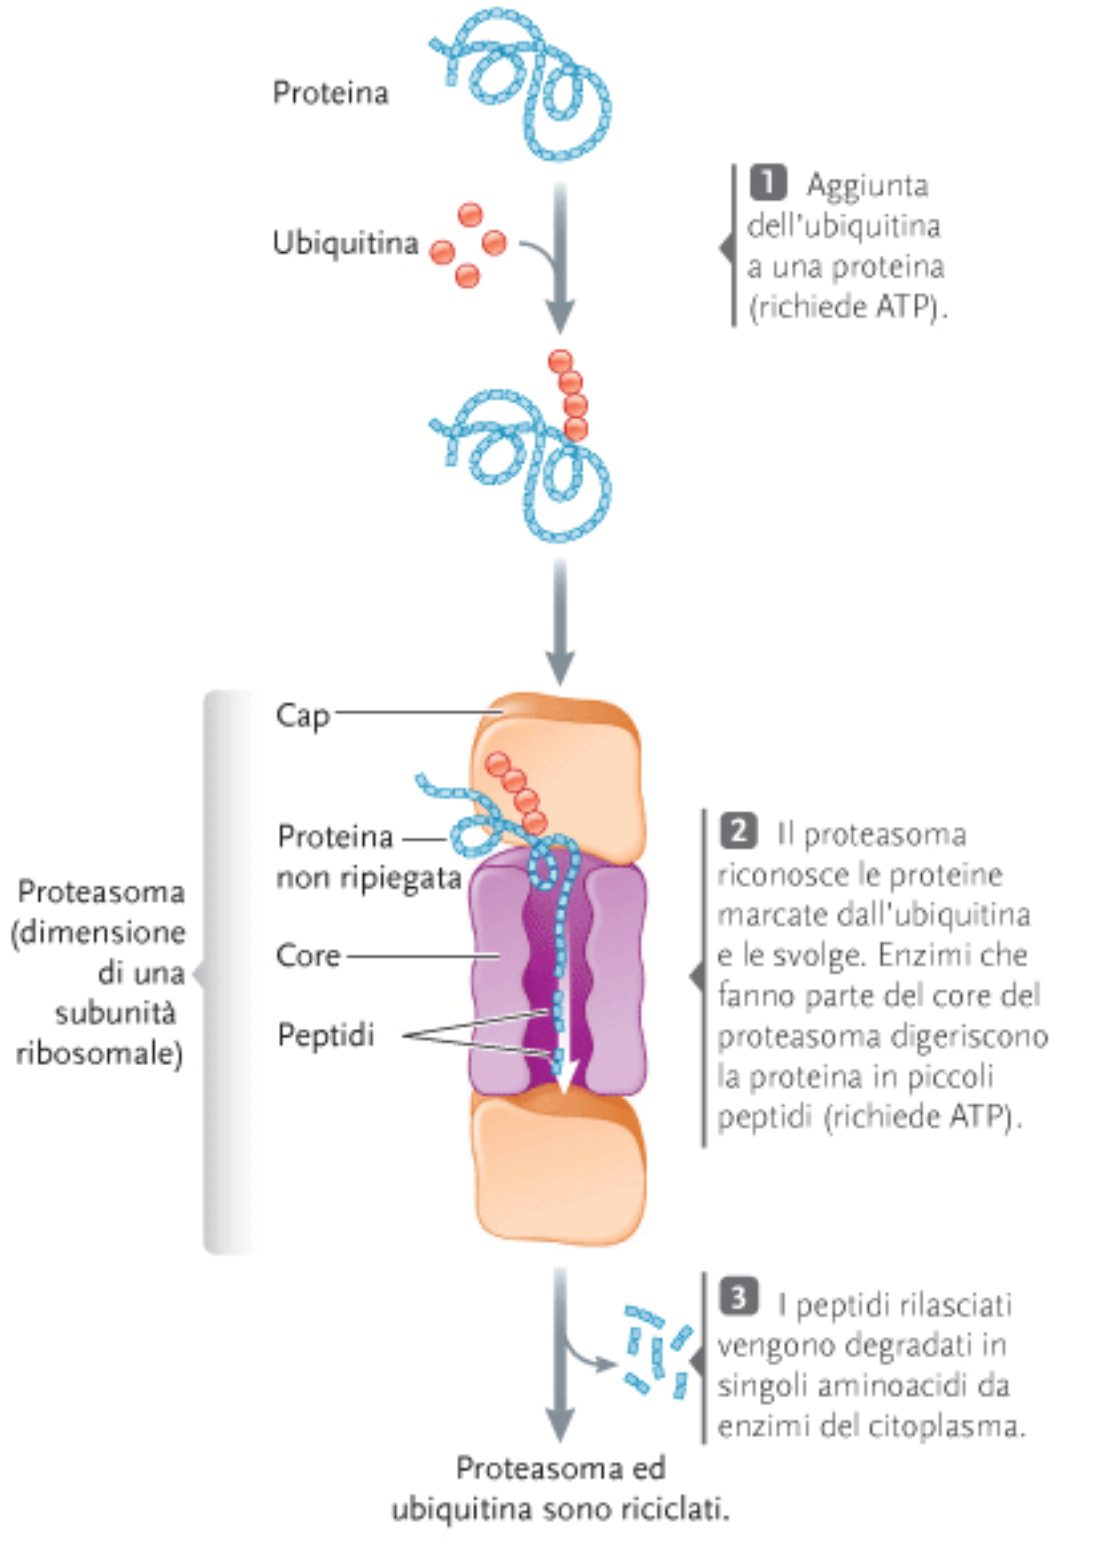 Proteina
Ubiquitina
1 Aggiunta
dell'ubiquitina
a una proteina
(richiede ATP).
Cap
Proteina
non ripiegata
Core
Peptidi
Proteasoma
(dimensione
di una
subunità
ribosomale)
2 Il proteasoma
riconosce le proteine
marcate dall'ubiquitina
e le svolge. Enzimi che
fanno parte del core del
proteasoma digeriscono
la proteina in piccoli
peptidi (richiede ATP).
3 I peptidi rilasciati
vengono degradati in
singoli aminoacidi da
enzimi del citoplasma.
Proteasoma ed
ubiquitina sono riciclati.